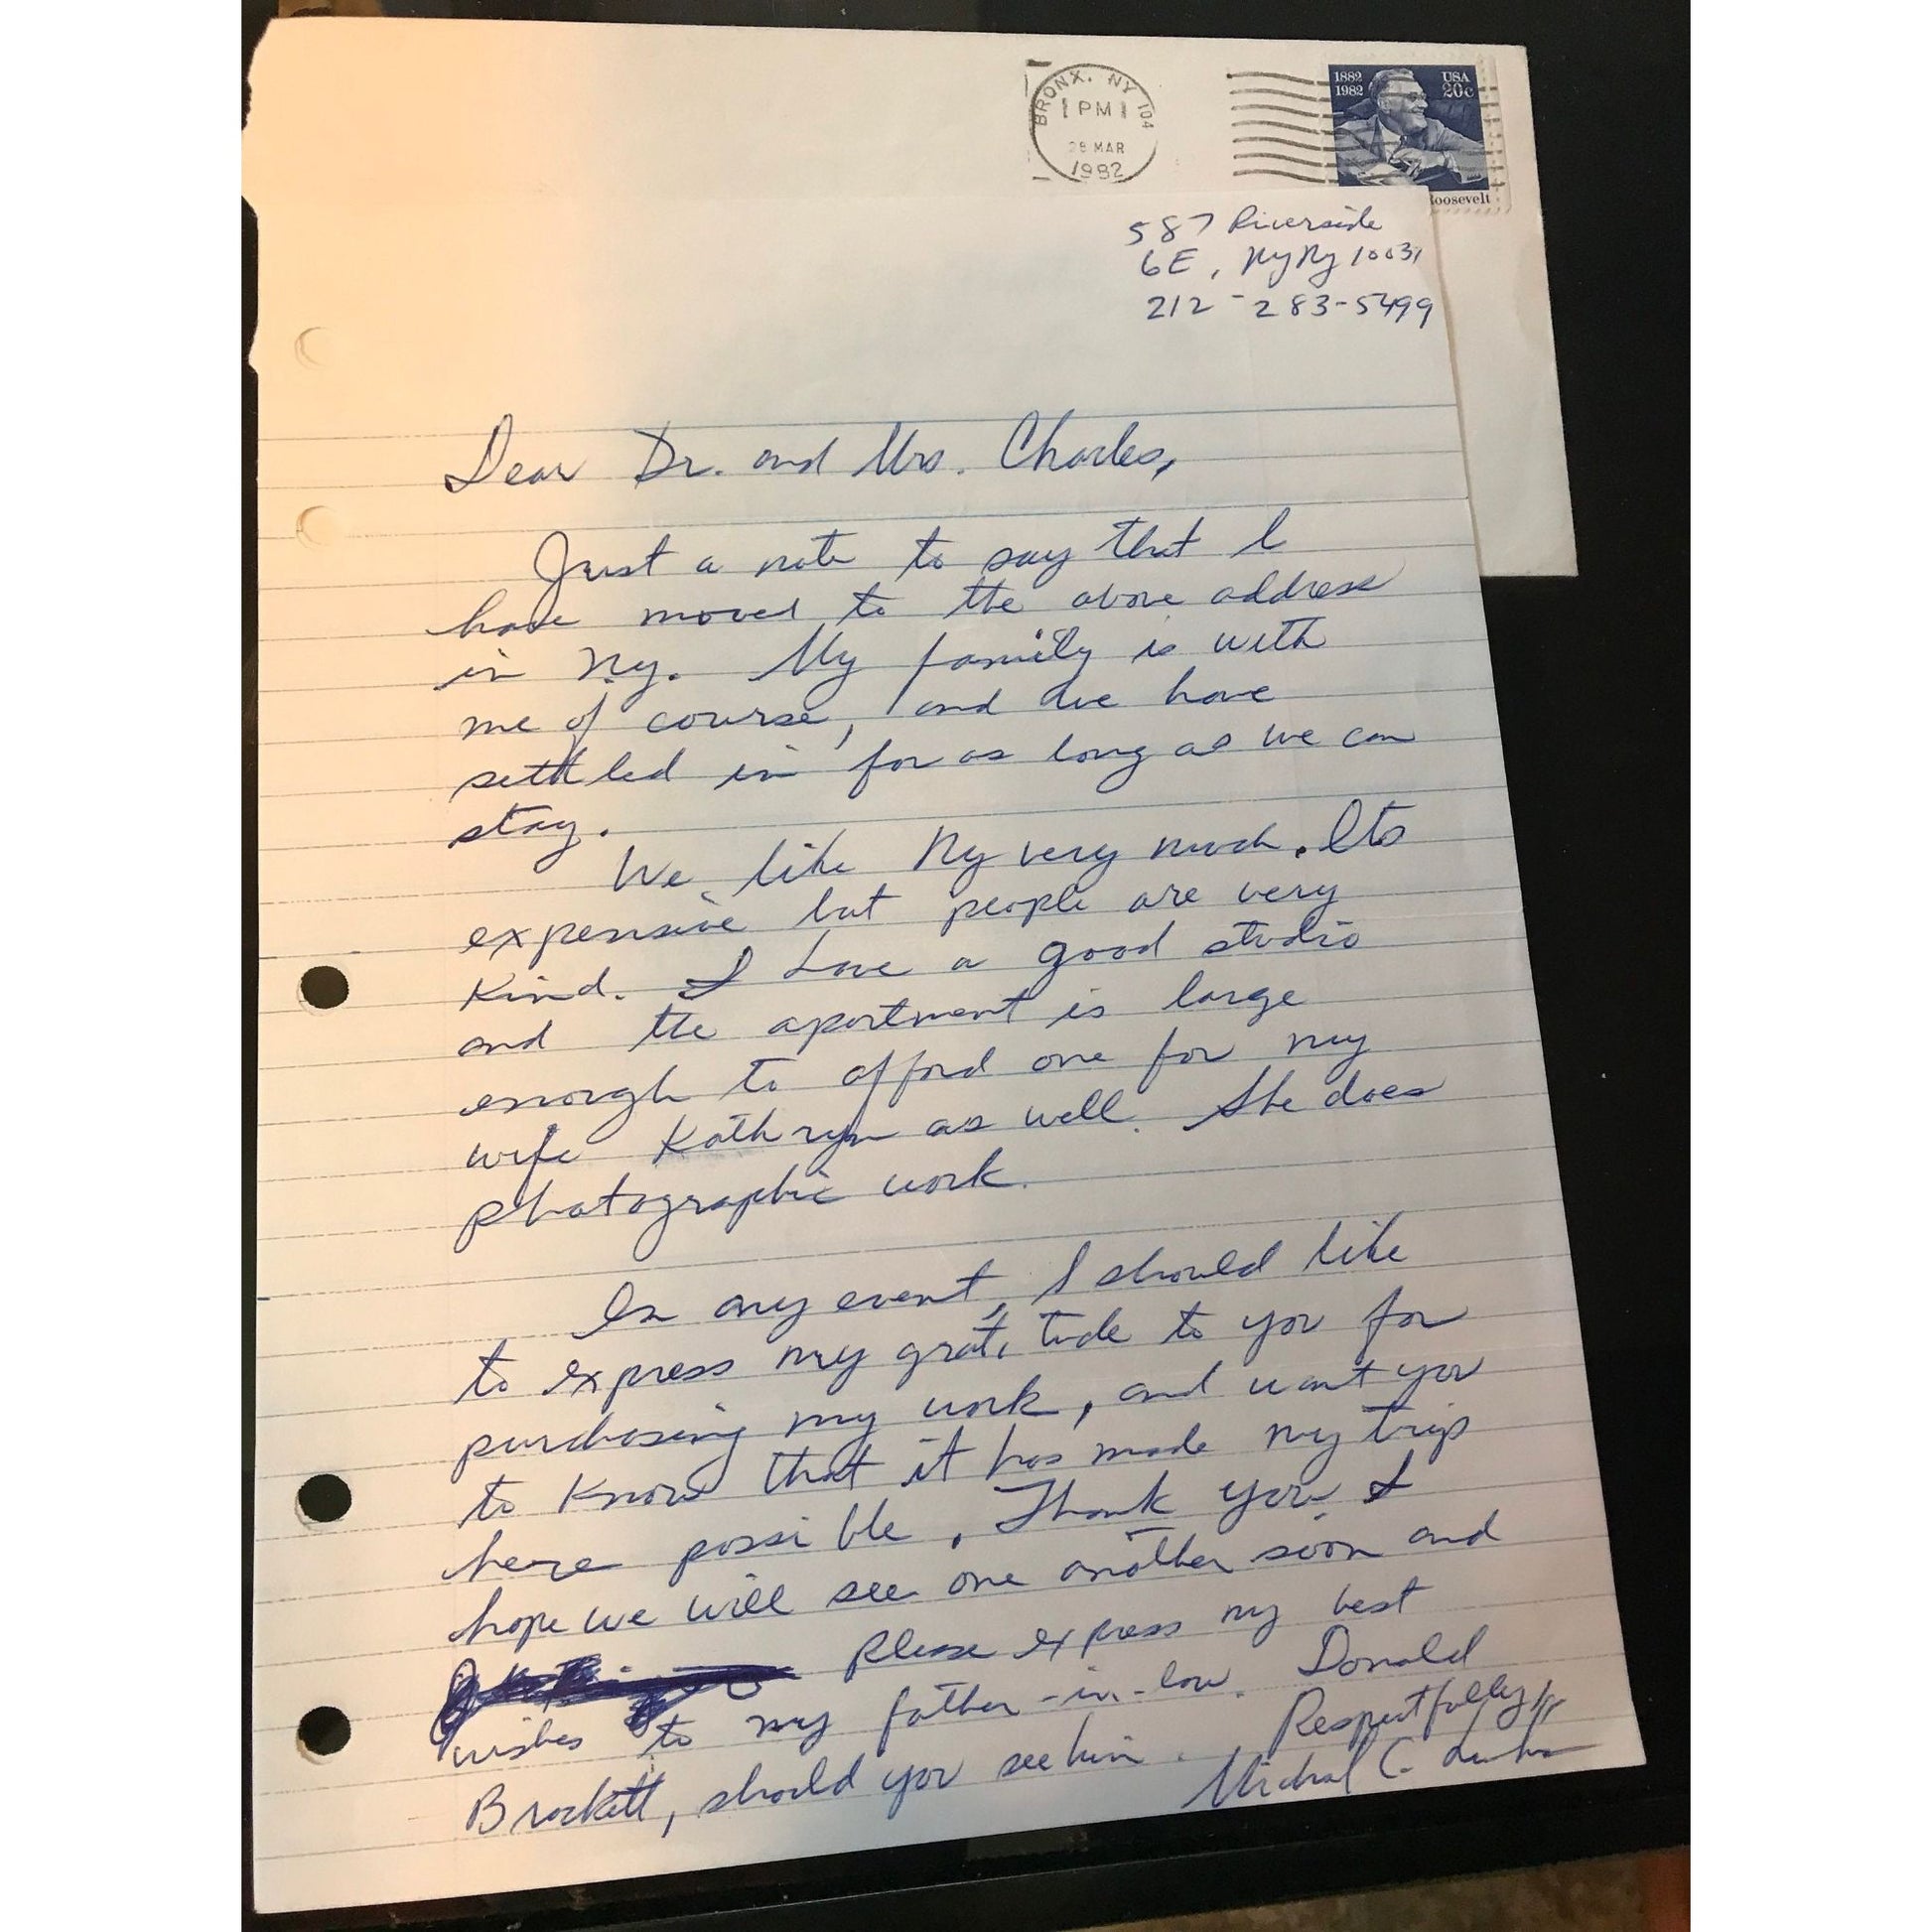 BRONX, NY 104
PM
28 MAR
1982
1882
1982
USA
20c
Roosevelt
587 Riverside
6E, Ny Ny 10031
212-283-5499
Dear Dr. and Mrs. Charles,
Just a note to say that I
have moved to the above address
in Ny. My family is with
me of course, and we have
settled in for as long as we can
stay.
We like Ny very much. Its
expensive but people are very
kind. I have a good studio
and the apartment is large
enough to afford one for my
wife Kathryn as well. She does
photographic work.
In any event, I should like
to express my gratitude to you for
purchasing my work, and want you
to know that it has made my trip
here possible. Thank you. I
hope we will see one another soon and
Please express my best
wishes to my father-in-law. Donald
Brackett, should you see him. Respectfully
Michael C.